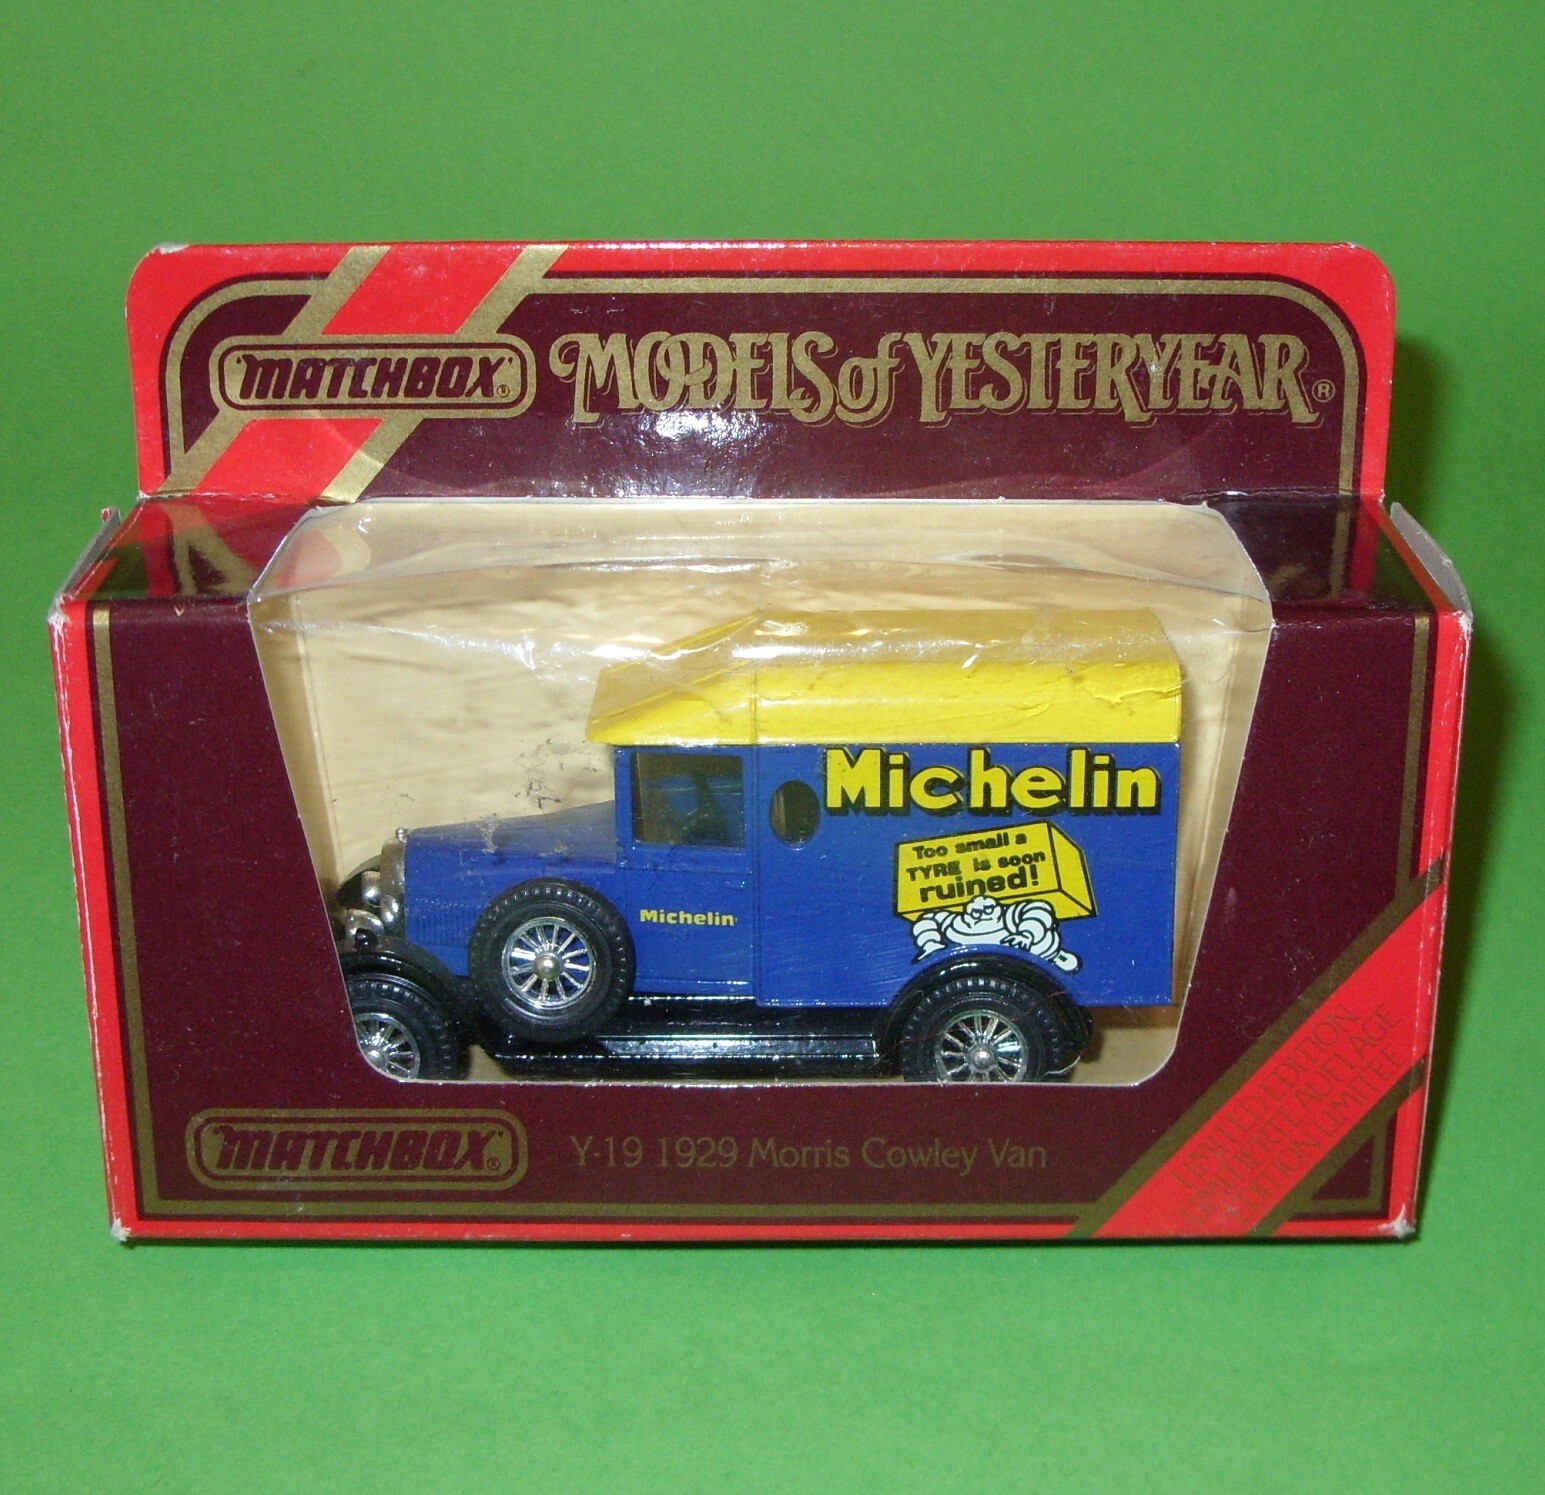 MATCHBOX®
MODELS of YESTERYEAR®
Michelin
Too small a
TYRE is soon
ruined!
Michelin
MATCHBOX®
Y-19 1929 Morris Cowley Van
LIMITED EDITION
LIMITIERTE AUFLAGE
EDITION LIMITÉE